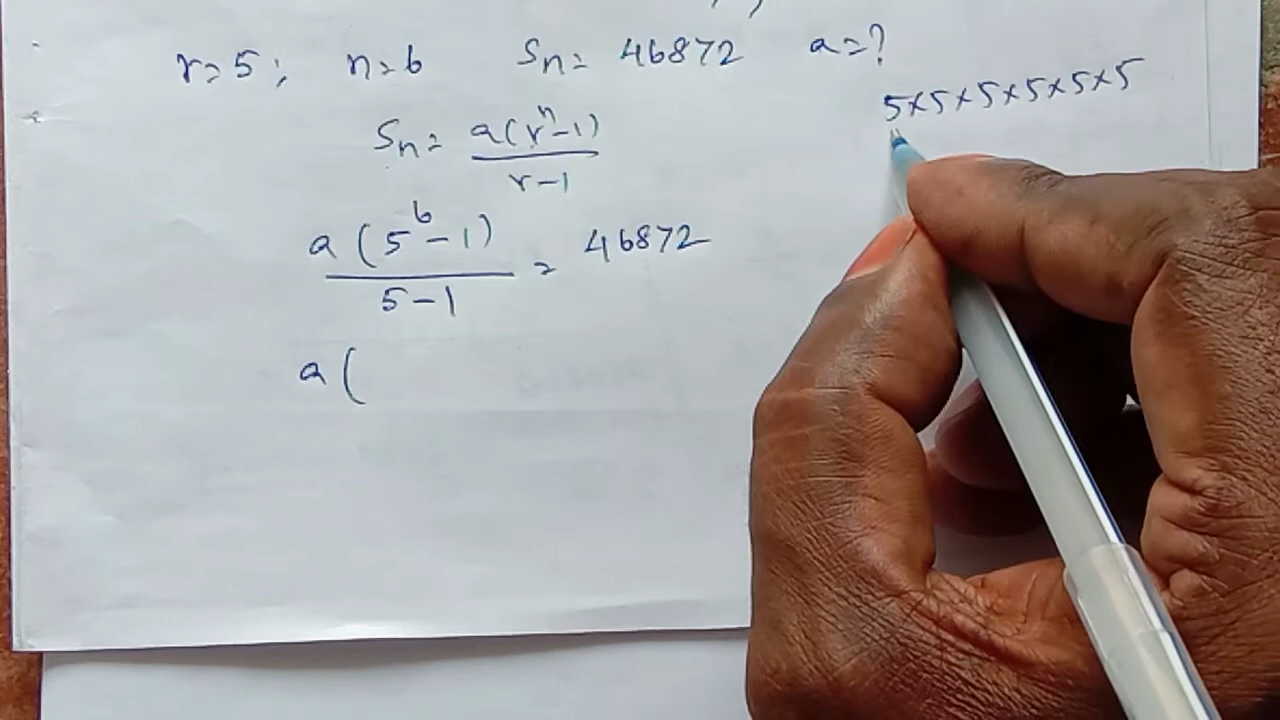 r=5; n=6 Sn= 46872 a=?
5×5×5×5×5×5
Sn= a(r^n-1)
r-1
a(5^6-1) = 46872
5-1
a(